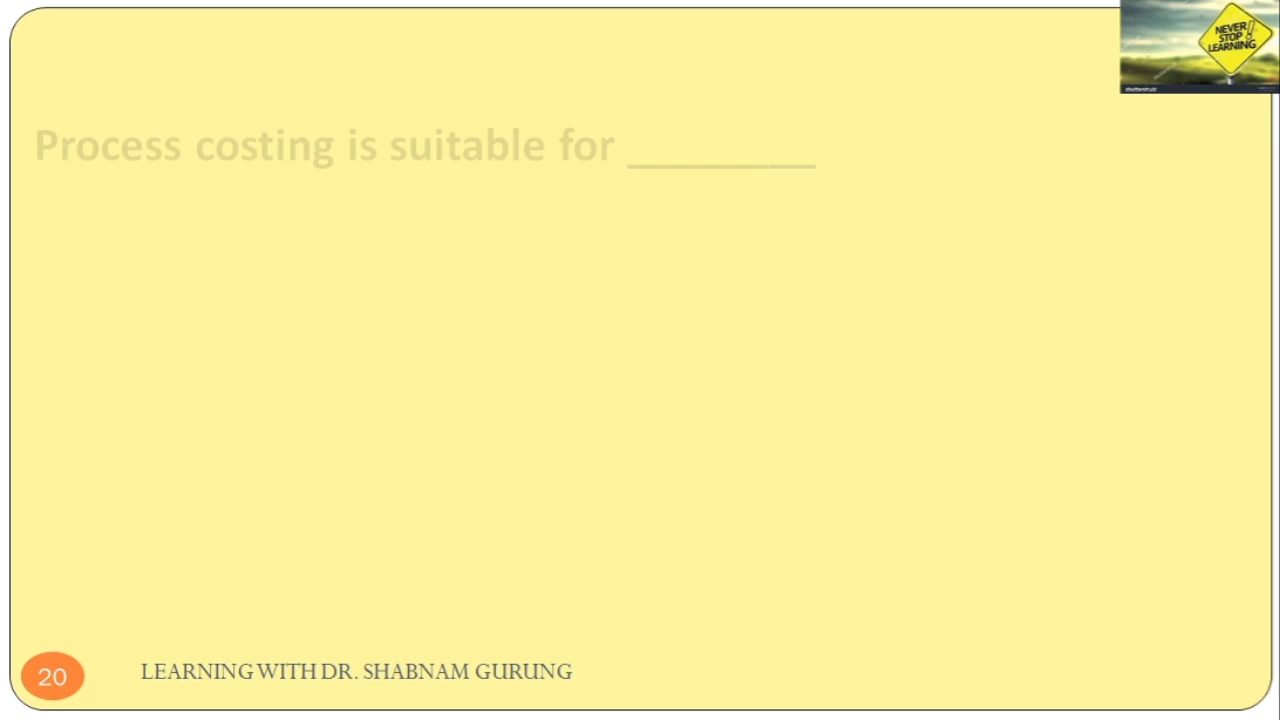 NEVER
STOP
LEARNING!
Process costing is suitable for ________
20
LEARNING WITH DR. SHABNAM GURUNG